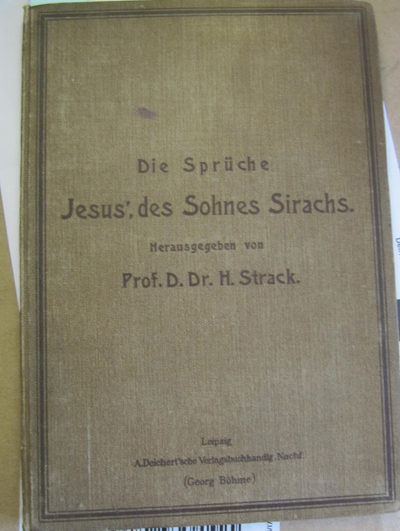 Die Sprüche
Jesus', des Sohnes Sirachs.
Herausgegeben von
Prof. D. Dr. H. Strack.
Leipzig
A. Deichert'sche Verlagsbuchhandlg. Nachf.
(Georg Böhme)